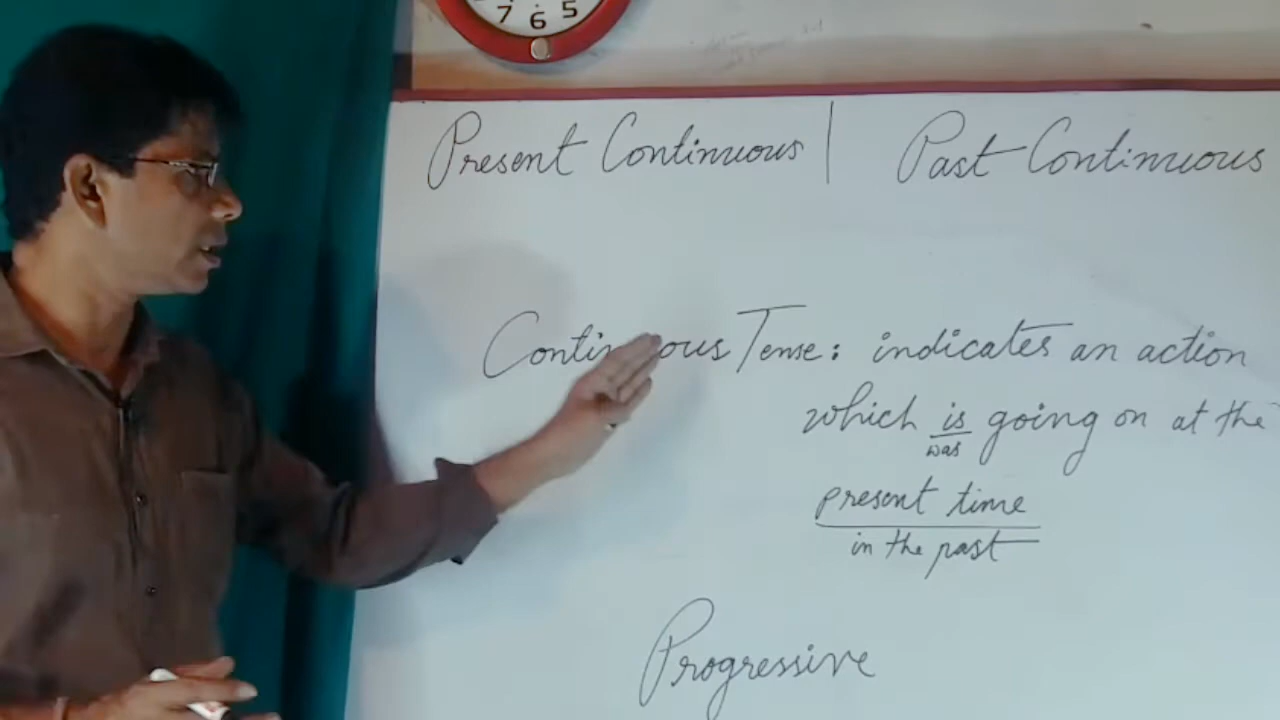 7 6 5
Present Continuous | Past Continuous
Continuous Tense: indicates an action
which is going on at the
was
present time
in the past
Progressive